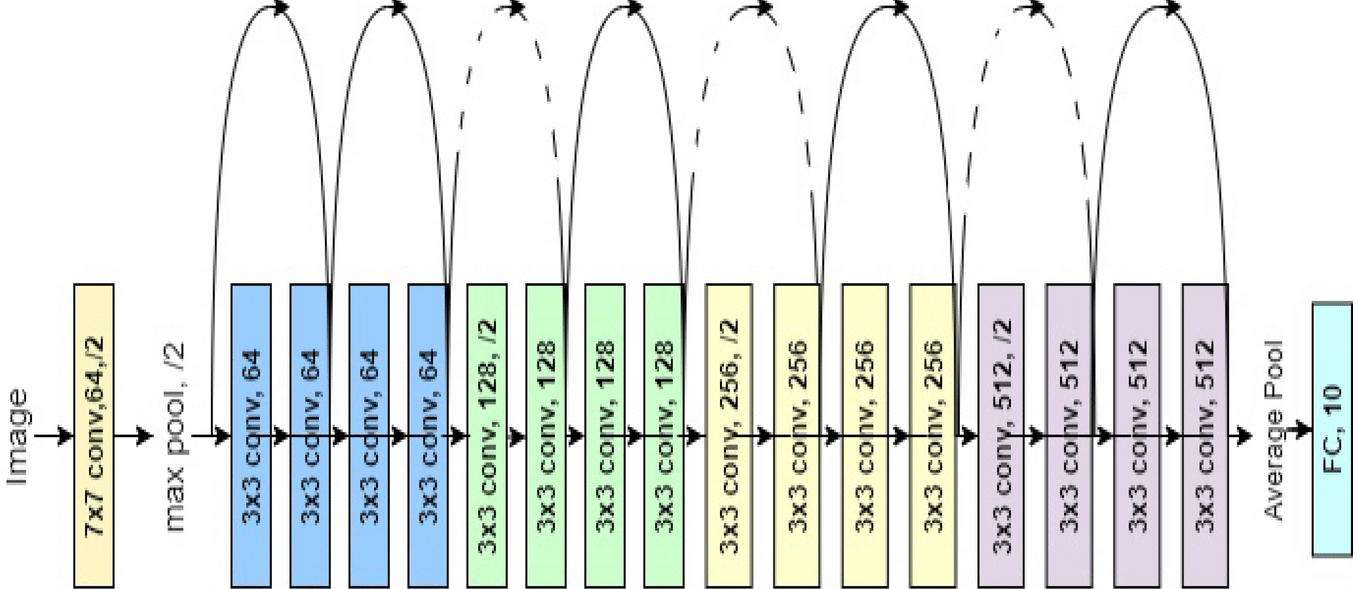 Image
7x7 conv,64,/2
max pool, /2
3x3 conv, 64
3x3 conv, 64
3x3 conv, 64
3x3 conv, 64
3x3 conv, 128, /2
3x3 conv, 128
3x3 conv, 128
3x3 conv, 128
3x3 conv, 256, /2
3x3 conv, 256
3x3 conv, 256
3x3 conv, 256
3x3 conv, 512, /2
3x3 conv, 512
3x3 conv, 512
3x3 conv, 512
Average Pool
FC, 10